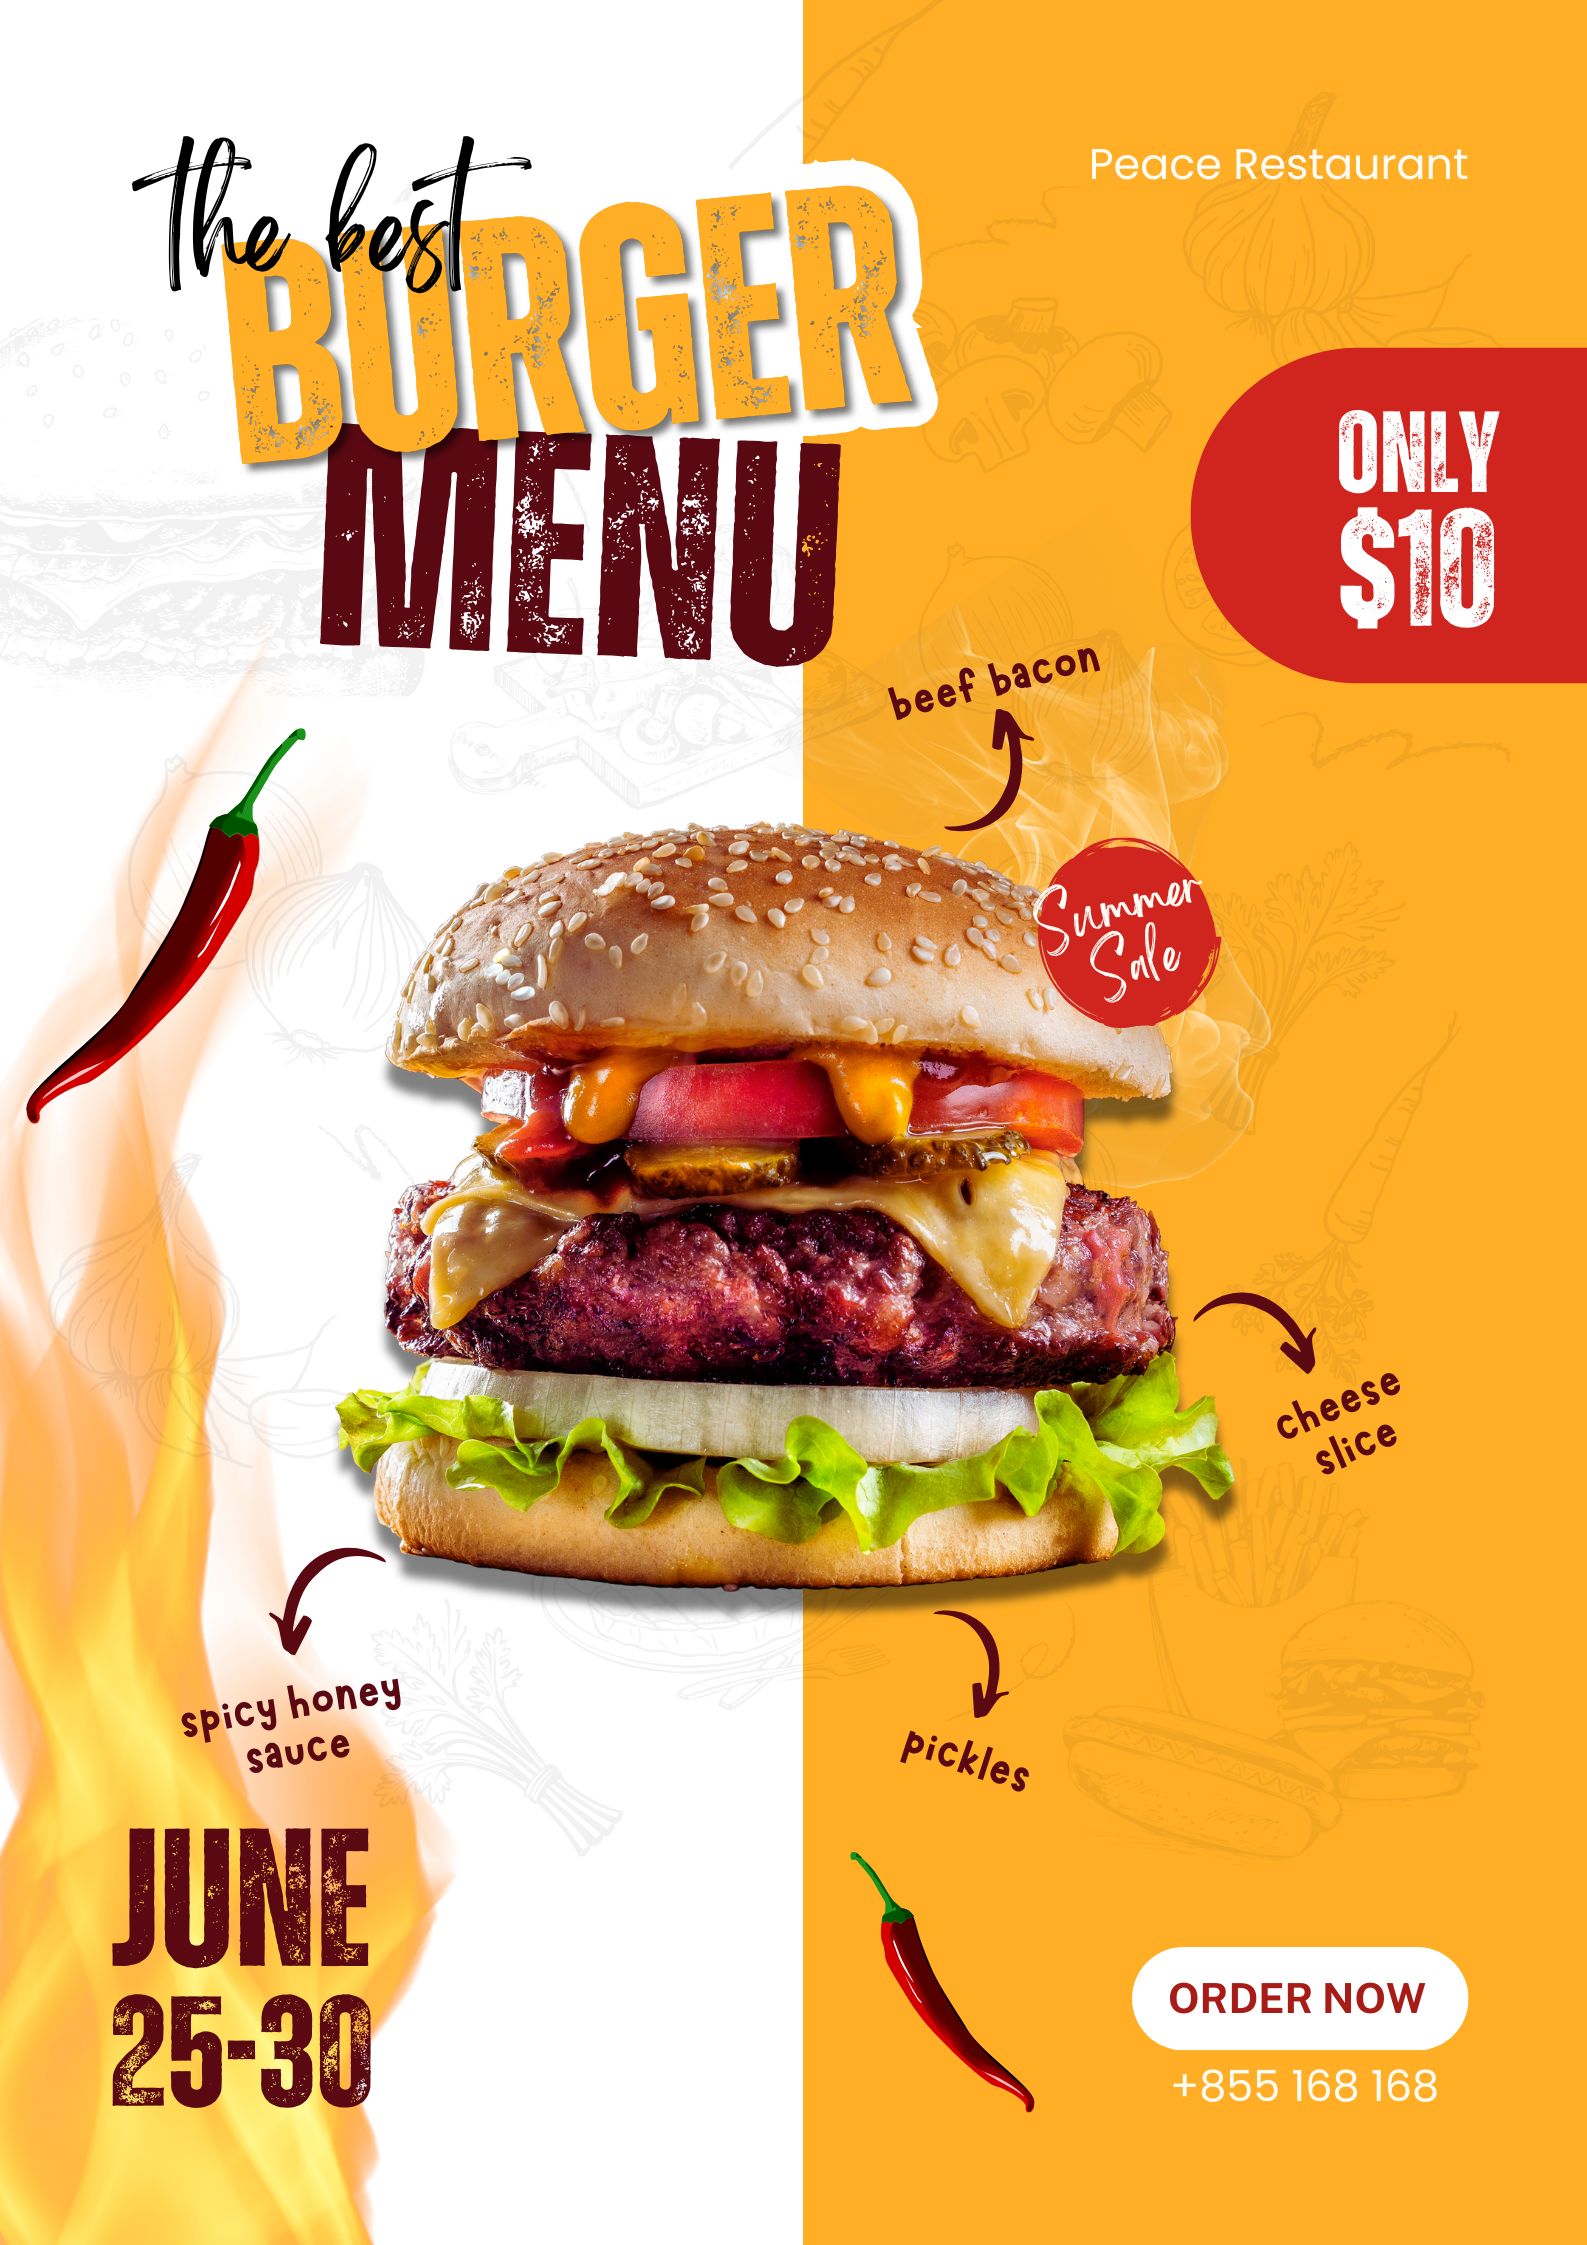 the best
BURGER
MENU
Peace Restaurant
ONLY
$10
beef bacon
Summer
Sale
cheese
slice
spicy honey
sauce
pickles
JUNE
25-30
ORDER NOW
+855 168 168